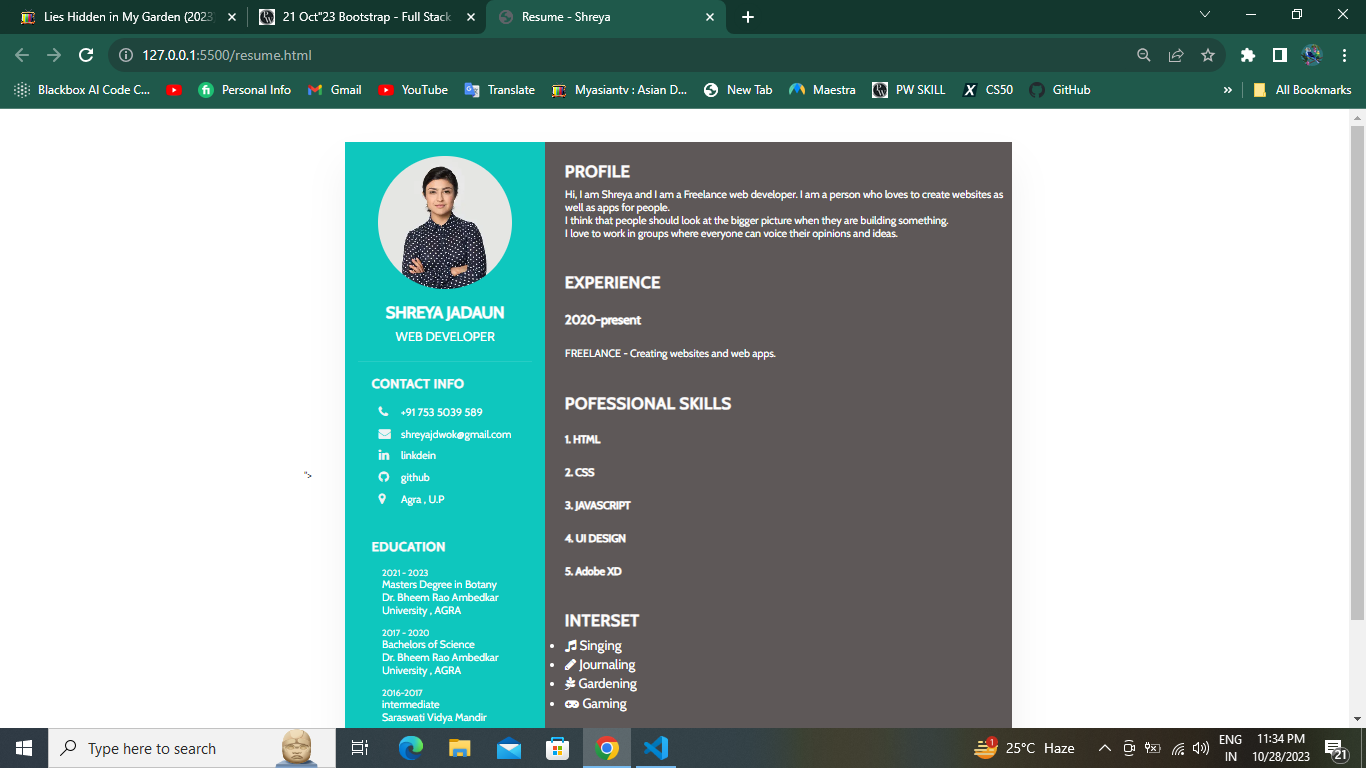 Lies Hidden in My Garden (2023)
21 Oct"23 Bootstrap - Full Stack
Resume - Shreya
127.0.0.1:5500/resume.html
Blackbox AI Code C...
Personal Info
Gmail
YouTube
Translate
Myasiantv : Asian D...
New Tab
Maestra
PW SKILL
CS50
GitHub
»
All Bookmarks
SHREYA JADAUN
WEB DEVELOPER
CONTACT INFO
+91 753 5039 589
shreyajdwok@gmail.com
linkdein
github
Agra , U.P
">
EDUCATION
2021 - 2023
Masters Degree in Botany
Dr. Bheem Rao Ambedkar
University , AGRA
2017 - 2020
Bachelors of Science
Dr. Bheem Rao Ambedkar
University , AGRA
2016-2017
intermediate
Saraswati Vidya Mandir
PROFILE
Hi, I am Shreya and I am a Freelance web developer. I am a person who loves to create websites as
well as apps for people.
I think that people should look at the bigger picture when they are building something.
I love to work in groups where everyone can voice their opinions and ideas.
EXPERIENCE
2020-present
FREELANCE - Creating websites and web apps.
POFESSIONAL SKILLS
1. HTML
2. CSS
3. JAVASCRIPT
4. UI DESIGN
5. Adobe XD
INTERSET
• Singing
• Journaling
• Gardening
• Gaming
Type here to search
1
25°C Haze
ENG
IN
11:34 PM
10/28/2023
21